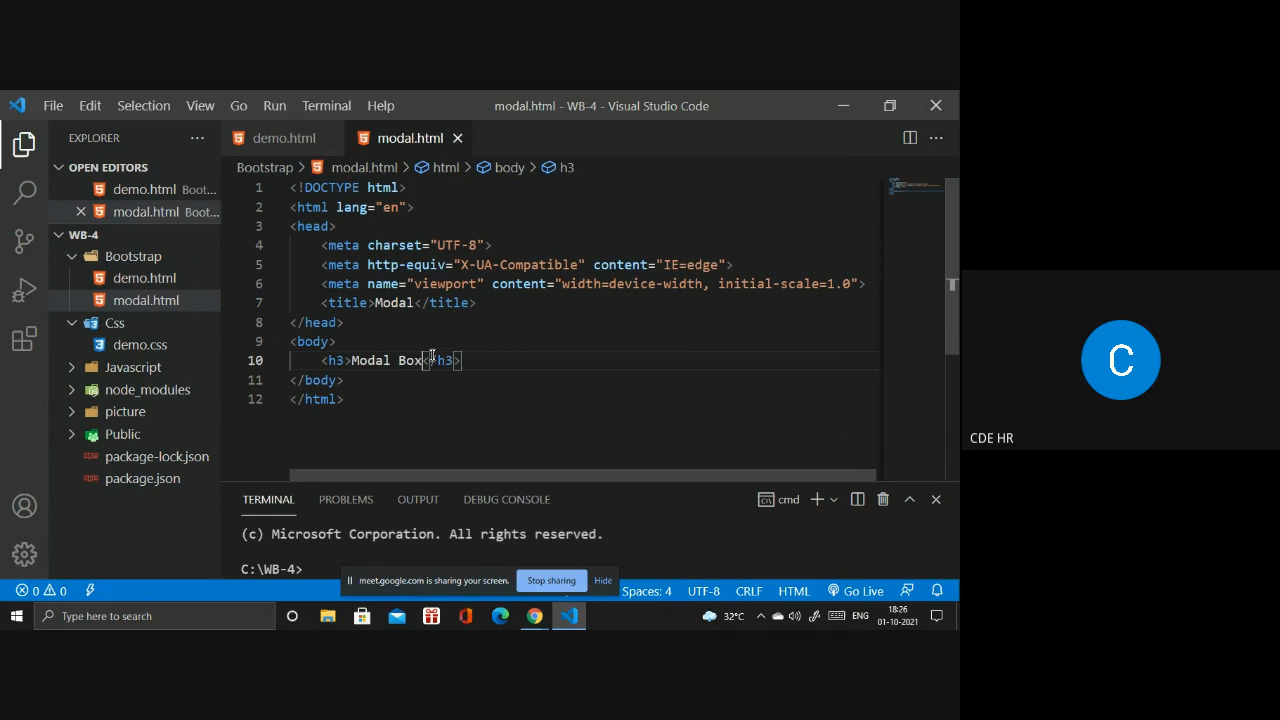 File Edit Selection View Go Run Terminal Help modal.html - WB-4 - Visual Studio Code
EXPLORER
demo.html modal.html
OPEN EDITORS
demo.html Boot...
modal.html Boot...
WB-4
Bootstrap
demo.html
modal.html
Css
demo.css
Javascript
node_modules
picture
Public
package-lock.json
package.json
Bootstrap > modal.html > html > body > h3
1 <!DOCTYPE html>
2 <html lang="en">
3 <head>
4 <meta charset="UTF-8">
5 <meta http-equiv="X-UA-Compatible" content="IE=edge">
6 <meta name="viewport" content="width=device-width, initial-scale=1.0">
7 <title>Modal</title>
8 </head>
9 <body>
10 <h3>Modal Box</h3>
11 </body>
12 </html>
TERMINAL PROBLEMS OUTPUT DEBUG CONSOLE cmd
(c) Microsoft Corporation. All rights reserved.
C:\WB-4>
meet.google.com is sharing your screen. Stop sharing Hide
0 0 Spaces: 4 UTF-8 CRLF HTML Go Live
Type here to search 32°C ENG 18:26
01-10-2021
C
CDE HR